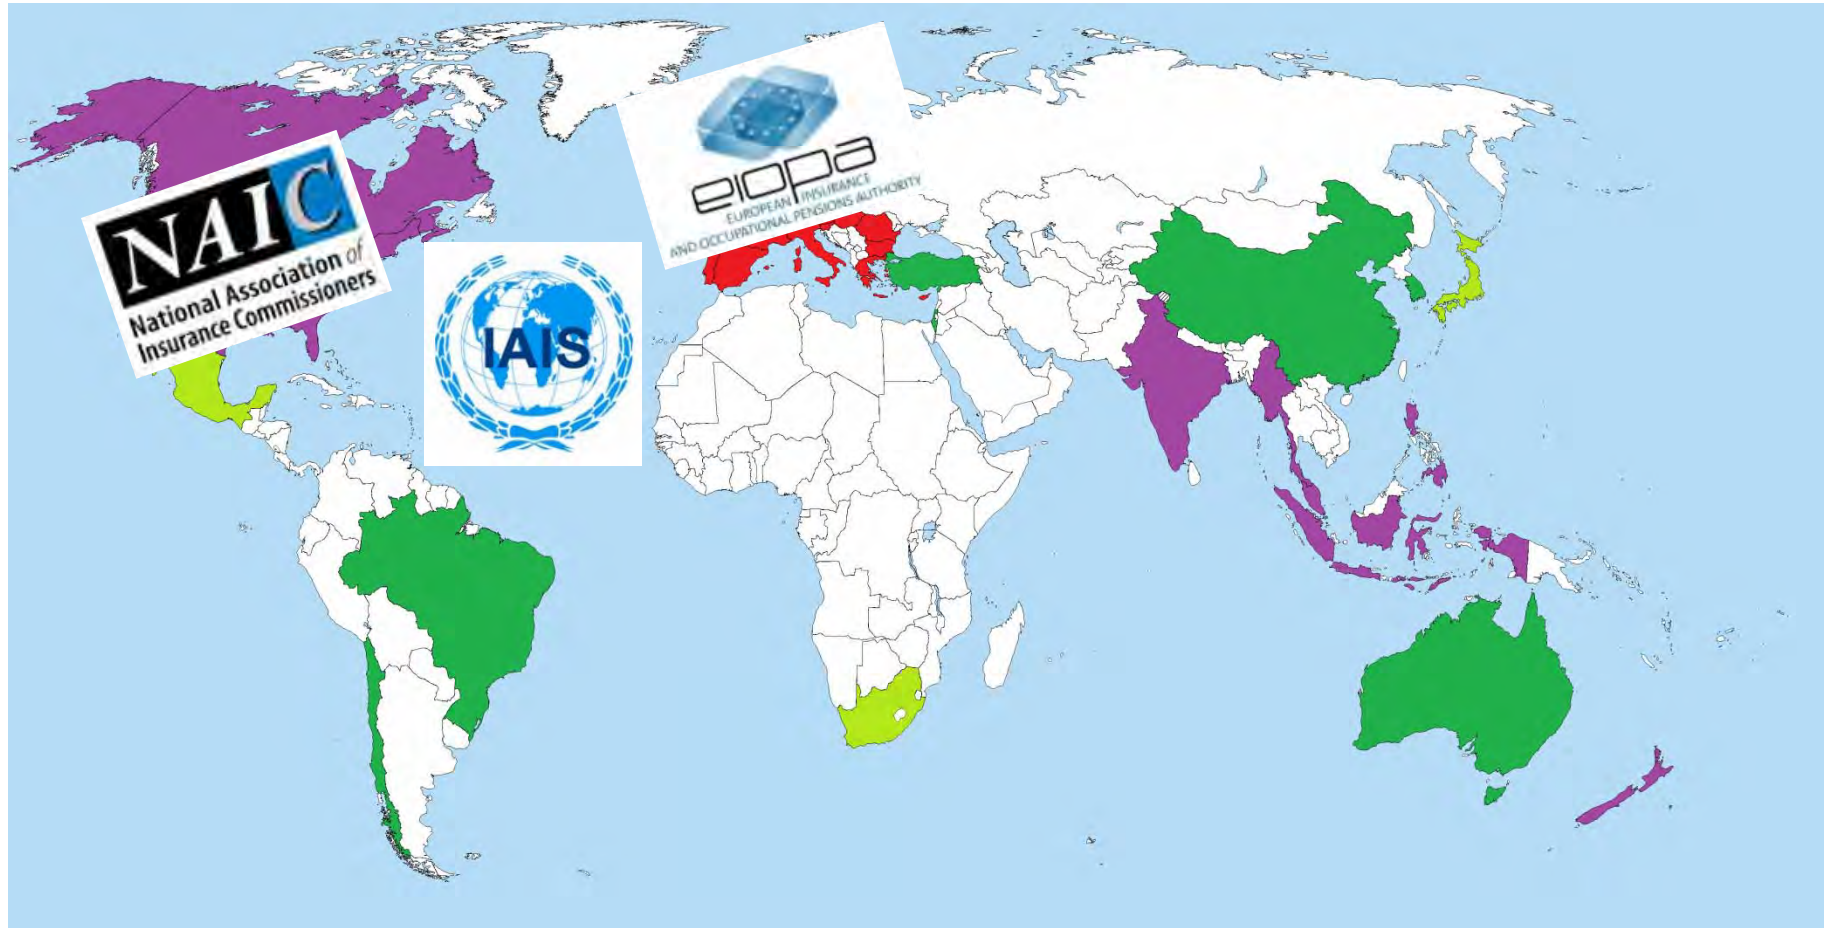 NAIC
National Association of
Insurance Commissioners
IAIS
eiopa
EUROPEAN INSURANCE
AND OCCUPATIONAL PENSIONS AUTHORITY